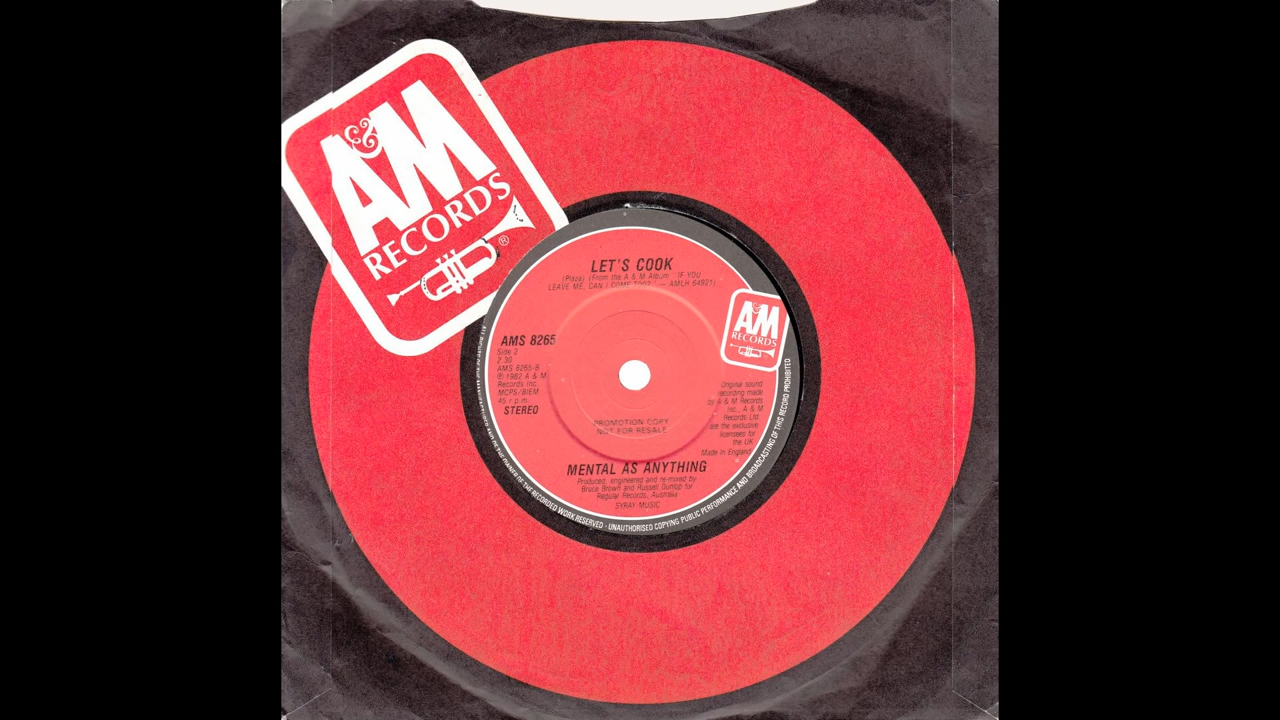 A&M
RECORDS
®
LET'S COOK
(Plaza) (From the A & M Album ' IF YOU
LEAVE ME, CAN I COME TOO? ' — AMLH 64921)
A&M
RECORDS
AMS 8265
Side 2
2.30
AMS 8265-B
℗ 1982 A & M
Records Inc.
MCPS/BIEM
45 r.p.m.
STEREO
Original sound
recording made
by A & M Records
Inc., A & M
Records Ltd.
are the exclusive
licensees for
the UK
Made In England
PROMOTION COPY
NOT FOR RESALE
MENTAL AS ANYTHING
Produced, engineered and re-mixed by
Bruce Brown and Russell Dunlop for
Regular Records, Australia
SYRAY MUSIC
OF THE RECORDED WORK RESERVED - UNAUTHORISED COPYING PUBLIC PERFORMANCE AND BROADCASTING OF THIS RECORD PROHIBITED